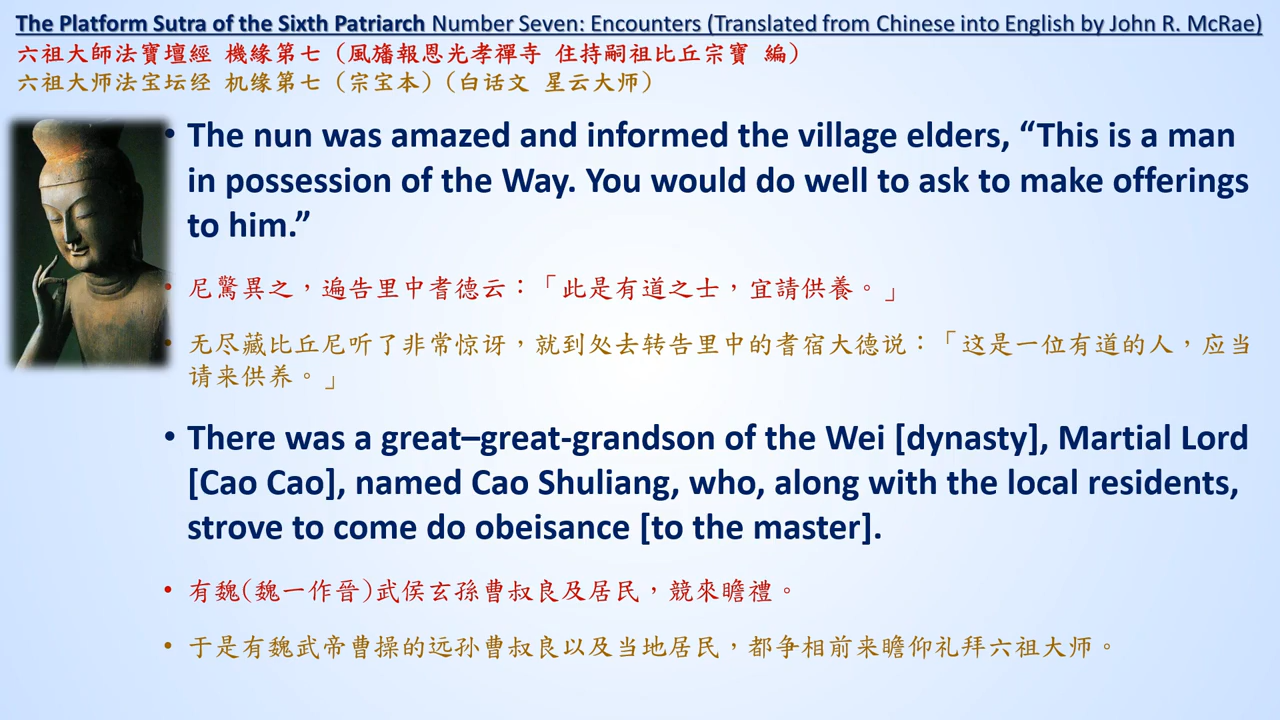 The Platform Sutra of the Sixth Patriarch Number Seven: Encounters (Translated from Chinese into English by John R. McRae)
六祖大師法寶壇經 機緣第七 (風旛報恩光孝禪寺 住持嗣祖比丘宗寶 編)
六祖大师法宝坛经 机缘第七 (宗宝本) (白话文 星云大师)
• The nun was amazed and informed the village elders, “This is a man
in possession of the Way. You would do well to ask to make offerings
to him.”
• 尼驚異之，遍告里中耆德云：「此是有道之士，宜請供養。」
• 无尽藏比丘尼听了非常惊讶，就到处去转告里中的耆宿大德说：「这是一位有道的人，应当
请来供养。」
• There was a great–great-grandson of the Wei [dynasty], Martial Lord
[Cao Cao], named Cao Shuliang, who, along with the local residents,
strove to come do obeisance [to the master].
• 有魏(魏一作晉)武侯玄孫曹叔良及居民，競來瞻禮。
• 于是有魏武帝曹操的远孙曹叔良以及当地居民，都争相前来瞻仰礼拜六祖大师。